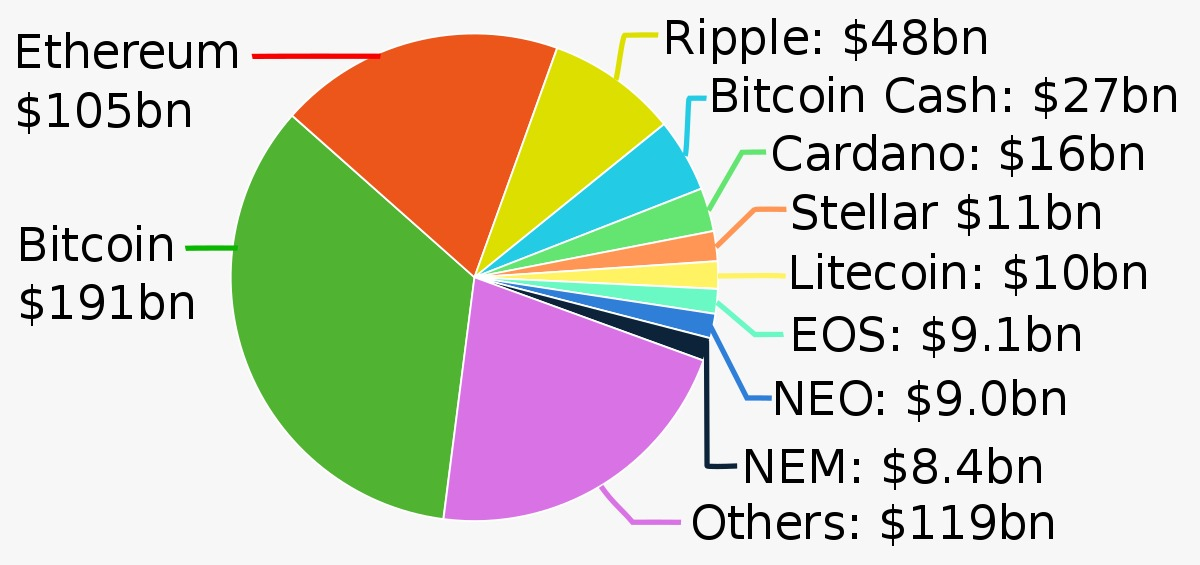 Ethereum
$105bn
Bitcoin
$191bn
Ripple: $48bn
Bitcoin Cash: $27bn
Cardano: $16bn
Stellar $11bn
Litecoin: $10bn
EOS: $9.1bn
NEO: $9.0bn
NEM: $8.4bn
Others: $119bn